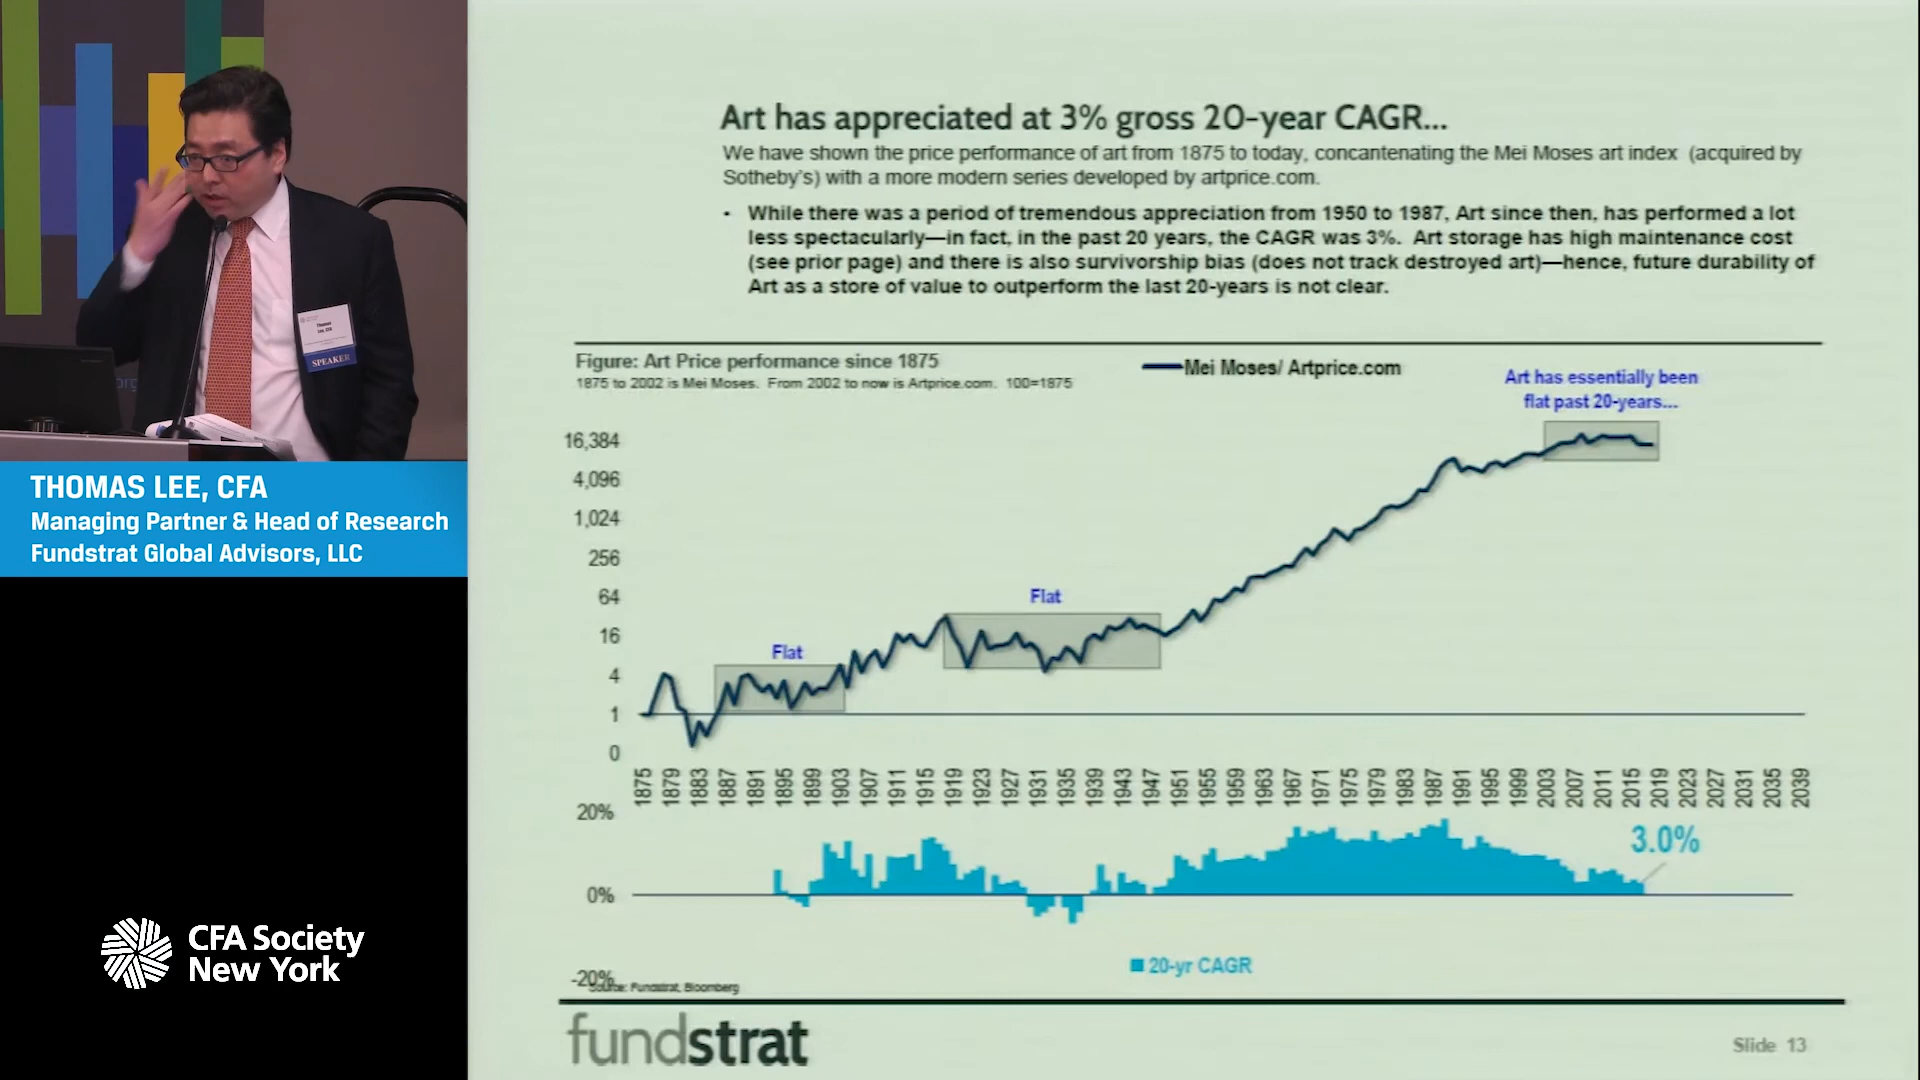 Thomas
Lee, CFA
SPEAKER
THOMAS LEE, CFA
Managing Partner & Head of Research
Fundstrat Global Advisors, LLC
CFA Society
New York
Art has appreciated at 3% gross 20-year CAGR...
We have shown the price performance of art from 1875 to today, concantenating the Mei Moses art index (acquired by
Sotheby's) with a more modern series developed by artprice.com.
• While there was a period of tremendous appreciation from 1950 to 1987, Art since then, has performed a lot
less spectacularly—in fact, in the past 20 years, the CAGR was 3%. Art storage has high maintenance cost
(see prior page) and there is also survivorship bias (does not track destroyed art)—hence, future durability of
Art as a store of value to outperform the last 20-years is not clear.
Figure: Art Price performance since 1875
1875 to 2002 is Mei Moses. From 2002 to now is Artprice.com. 100=1875
Mei Moses/ Artprice.com
Art has essentially been
flat past 20-years...
16,384
4,096
1,024
256
64
16
4
1
0
Flat
Flat
1875 1879 1883 1887 1891 1895 1899 1903 1907 1911 1915 1919 1923 1927 1931 1935 1939 1943 1947 1951 1955 1959 1963 1967 1971 1975 1979 1983 1987 1991 1995 1999 2003 2007 2011 2015 2019 2023 2027 2031 2035 2039
20%
3.0%
0%
20-yr CAGR
-20%
Source: Fundstrat, Bloomberg
fundstrat
Slide 13